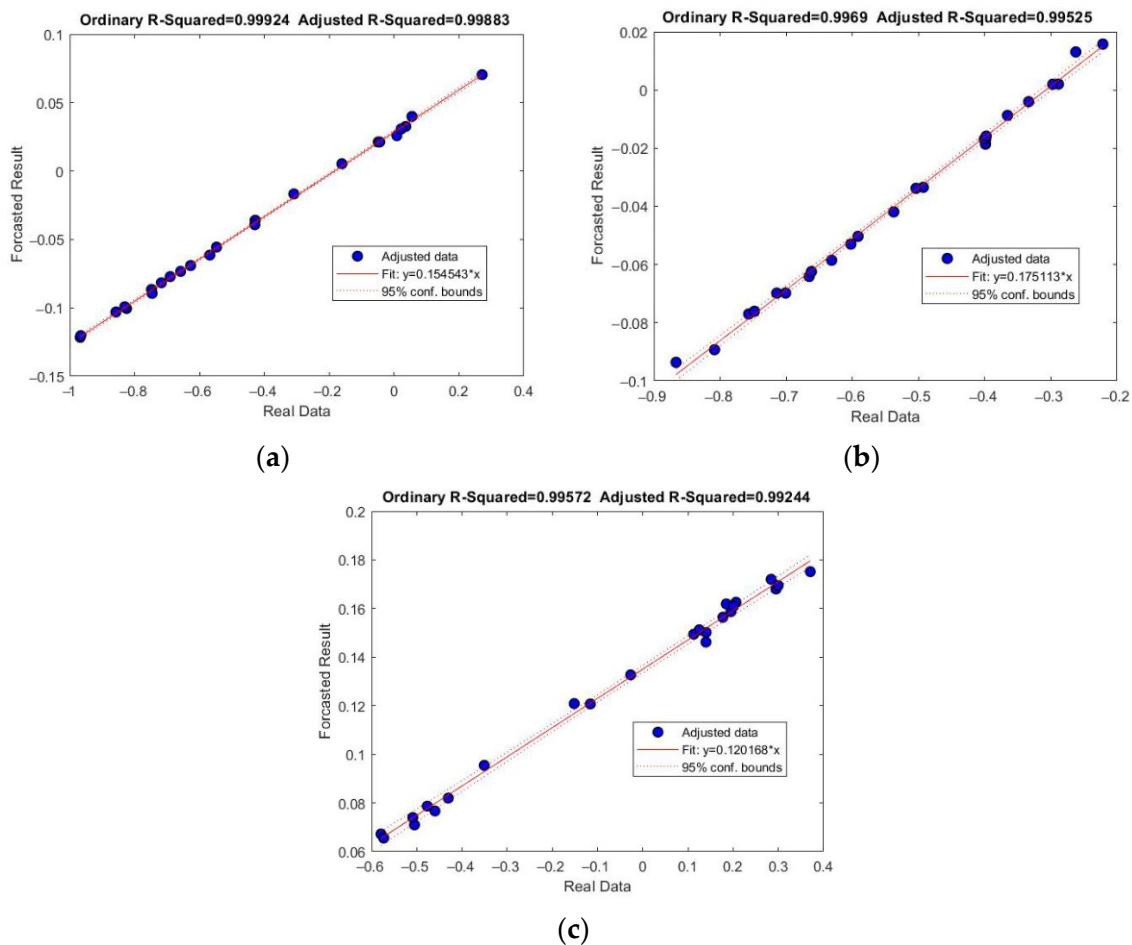 Ordinary R-Squared=0.99924 Adjusted R-Squared=0.99883
0.1
0.05
0
−0.05
−0.1
−0.15
Forcasted Result
Adjusted data
Fit: y=0.154543*x
95% conf. bounds
−1 −0.8 −0.6 −0.4 −0.2 0 0.2 0.4
Real Data
(a)
Ordinary R-Squared=0.9969 Adjusted R-Squared=0.99525
0.02
0
−0.02
−0.04
−0.06
−0.08
−0.1
Forcasted Result
Adjusted data
Fit: y=0.175113*x
95% conf. bounds
−0.9 −0.8 −0.7 −0.6 −0.5 −0.4 −0.3 −0.2
Real Data
(b)
Ordinary R-Squared=0.99572 Adjusted R-Squared=0.99244
0.2
0.18
0.16
0.14
0.12
0.1
0.08
0.06
Forcasted Result
Adjusted data
Fit: y=0.120168*x
95% conf. bounds
−0.6 −0.5 −0.4 −0.3 −0.2 −0.1 0 0.1 0.2 0.3 0.4
Real Data
(c)